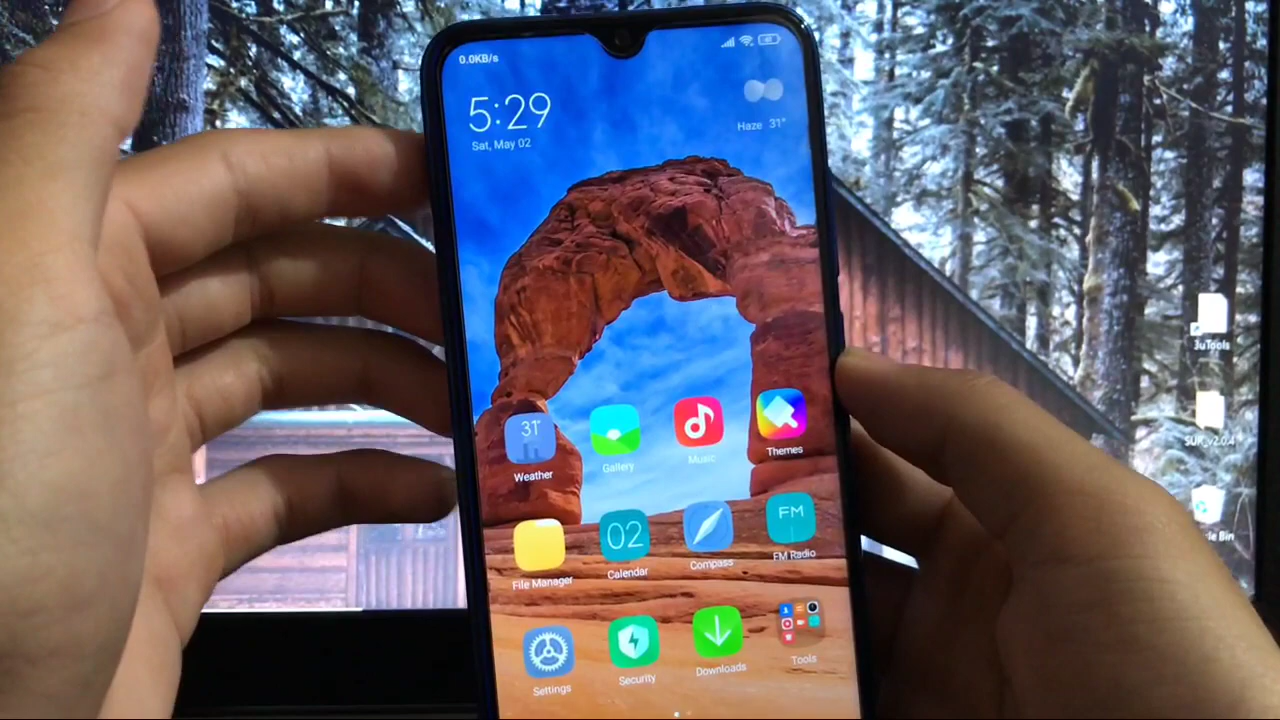 0.0KB/s
5:29
Sat, May 02
Haze 31°
31°
Weather
Gallery
Music
Themes
File Manager
02
Calendar
Compass
FM
FM Radio
Settings
Security
Downloads
Tools
3uTools
SUR_v2.0.4
Bin